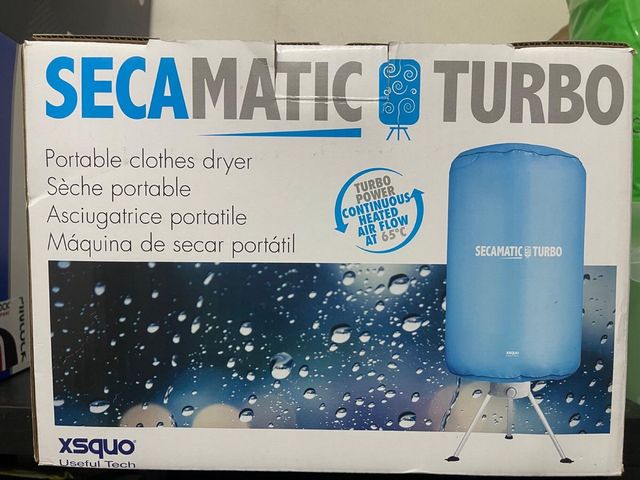 SECAMATIC TURBO
Portable clothes dryer
Sèche portable
Asciugatrice portatile
Máquina de secar portátil
TURBO
POWER
CONTINUOUS
HEATED
AIR FLOW
AT 65°C
SECAMATIC TURBO
xsquo
xsquo
Useful Tech